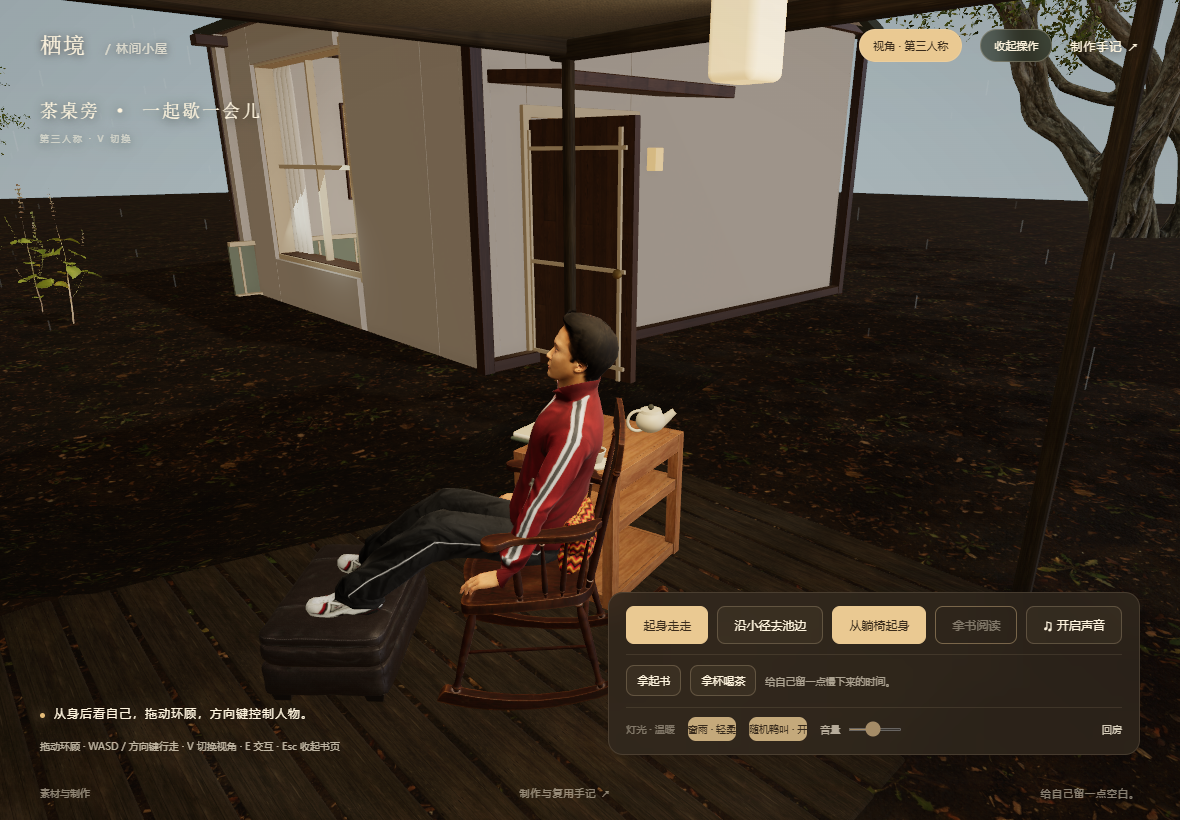 栖境 / 林间小屋
视角 · 第三人称
收起操作
制作手记 ↗
茶桌旁 • 一起歇一会儿
第三人称 · V 切换
起身走走
沿小径去池边
从躺椅起身
拿书阅读
♫ 开启声音
拿起书
拿杯喝茶
给自己留一点慢下来的时间。
灯光 · 温暖
窗雨 · 轻柔
随机鸭叫 · 开
音量
回房
从身后看自己，拖动环顾，方向键控制人物。
拖动环顾 · WASD / 方向键行走 · V 切换视角 · E 交互 · Esc 收起书页
素材与制作
制作与复用手记 ↗
给自己留一点空白。